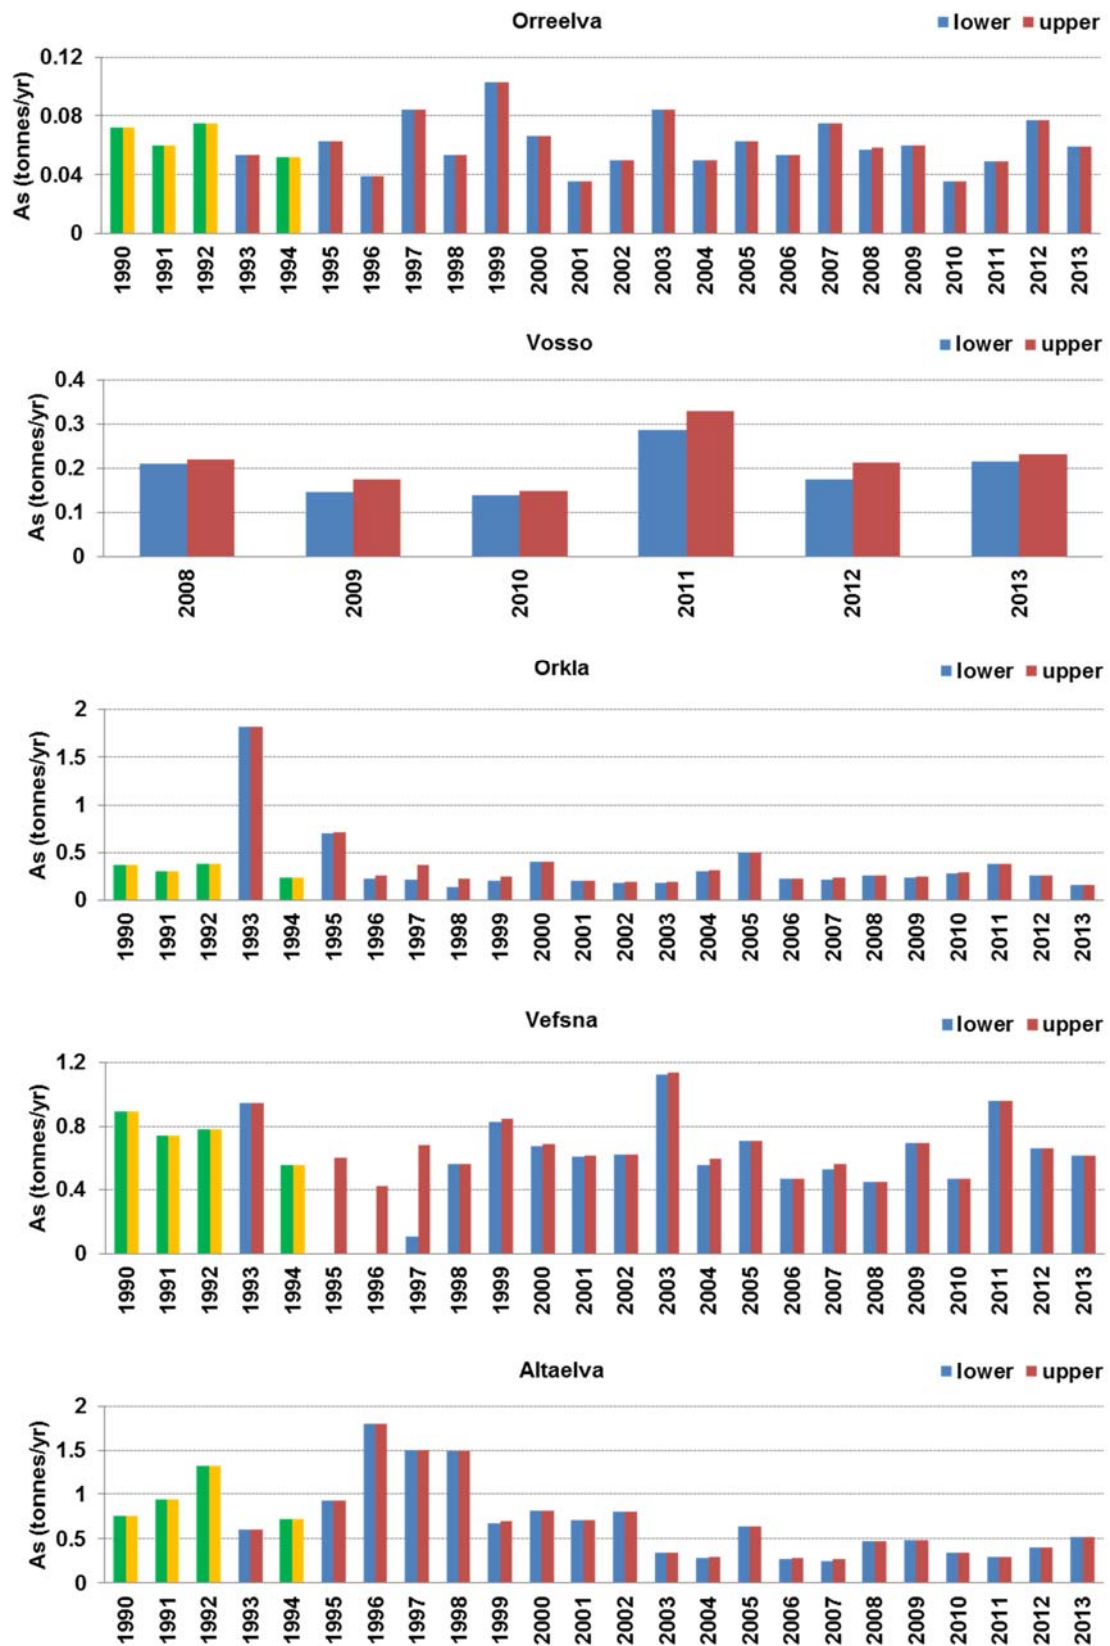 Orreelva
lower upper
As (tonnes/yr)
0.12
0.08
0.04
0
1990 1991 1992 1993 1994 1995 1996 1997 1998 1999 2000 2001 2002 2003 2004 2005 2006 2007 2008 2009 2010 2011 2012 2013
Vosso
lower upper
As (tonnes/yr)
0.4
0.3
0.2
0.1
0
2008 2009 2010 2011 2012 2013
Orkla
lower upper
As (tonnes/yr)
2
1.5
1
0.5
0
1990 1991 1992 1993 1994 1995 1996 1997 1998 1999 2000 2001 2002 2003 2004 2005 2006 2007 2008 2009 2010 2011 2012 2013
Vefsna
lower upper
As (tonnes/yr)
1.2
0.8
0.4
0
1990 1991 1992 1993 1994 1995 1996 1997 1998 1999 2000 2001 2002 2003 2004 2005 2006 2007 2008 2009 2010 2011 2012 2013
Altaelva
lower upper
As (tonnes/yr)
2
1.5
1
0.5
0
1990 1991 1992 1993 1994 1995 1996 1997 1998 1999 2000 2001 2002 2003 2004 2005 2006 2007 2008 2009 2010 2011 2012 2013